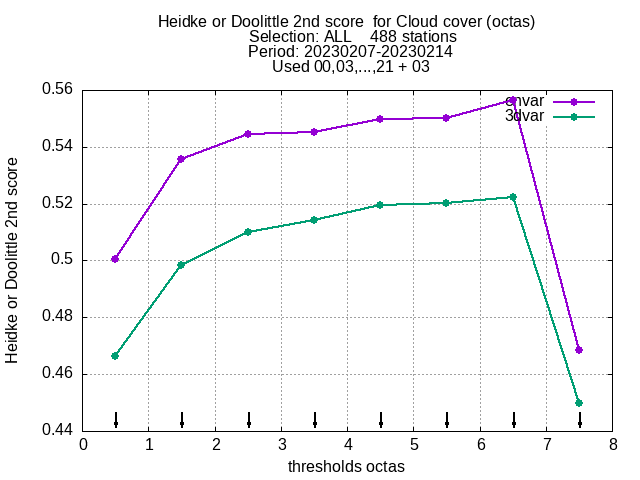 Heidke or Doolittle 2nd score  for Cloud cover (octas)
Selection: ALL    488 stations
Period: 20230207-20230214
Used 00,03,...,21 + 03
envar
3dvar
0.56
0.54
0.52
0.5
0.48
0.46
0.44
Heidke or Doolittle 2nd score
0 1 2 3 4 5 6 7 8
thresholds octas